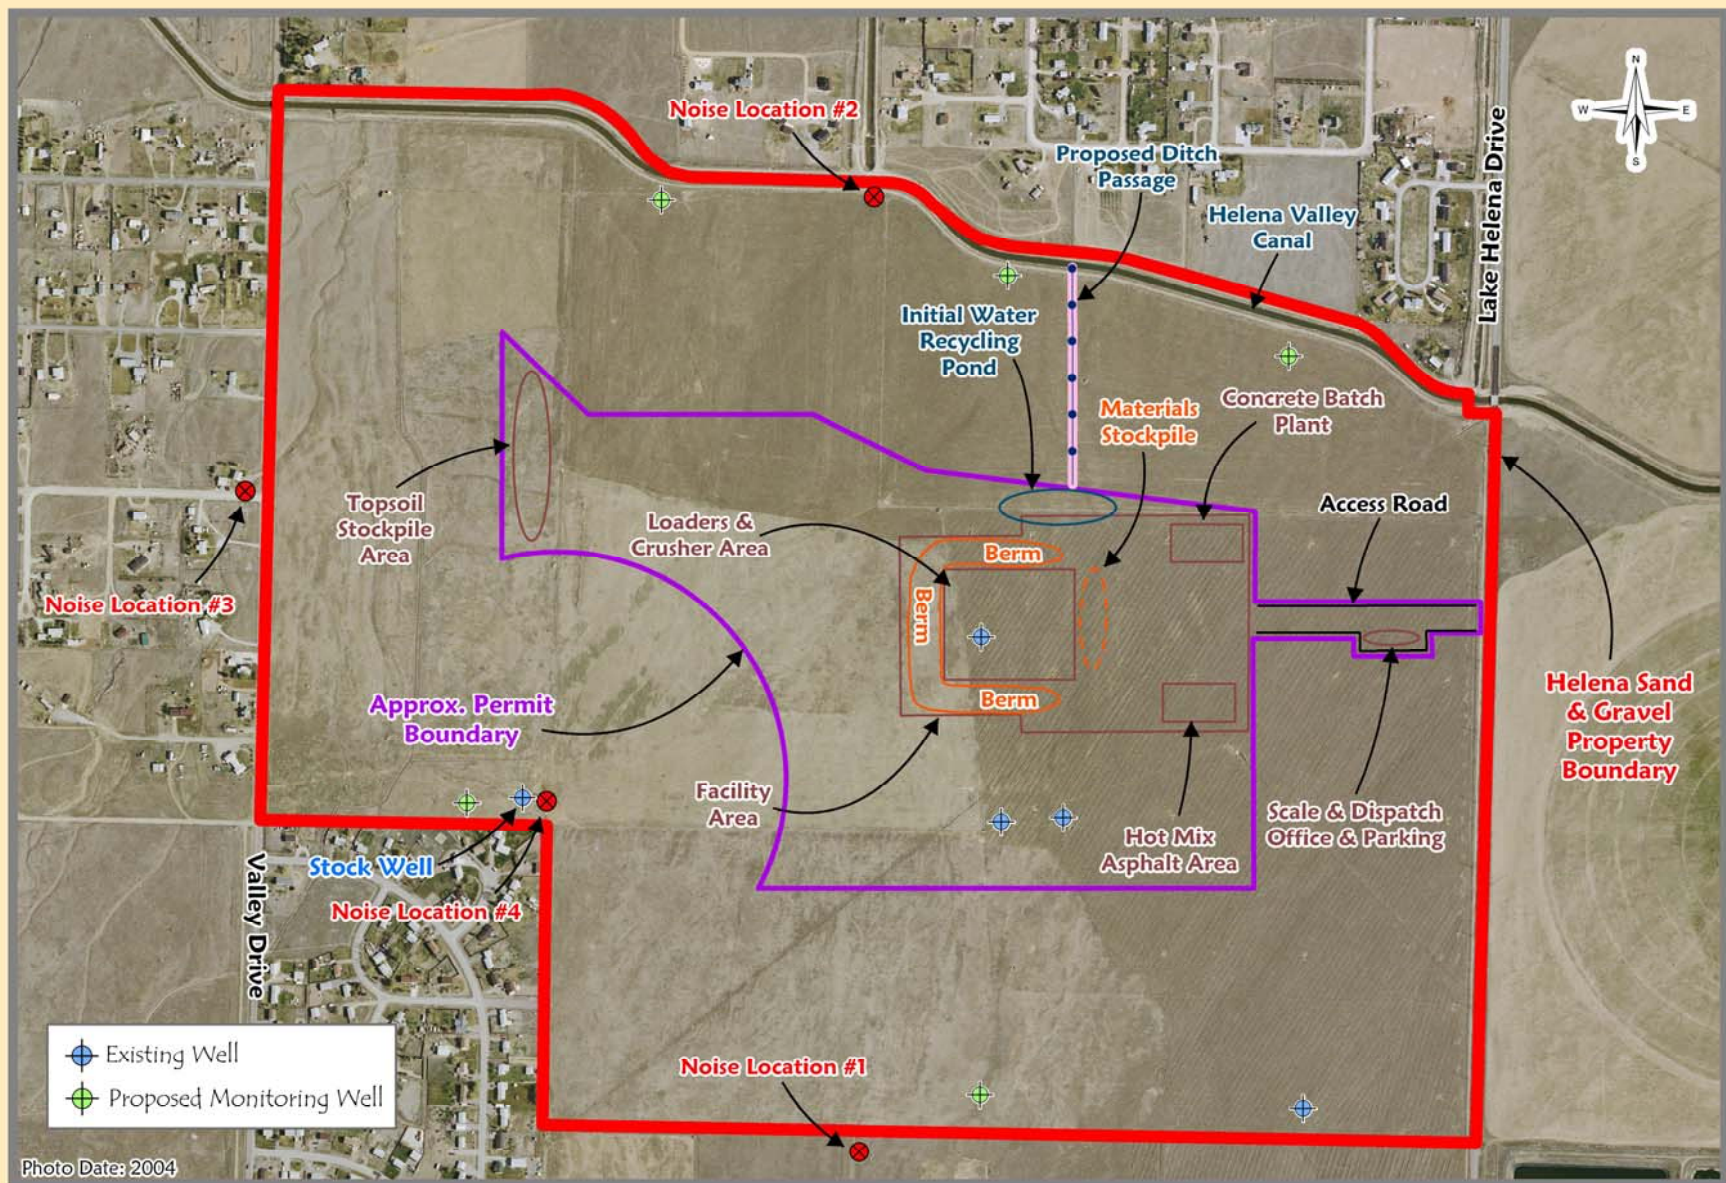 N
W
E
S
Noise Location #2
Proposed Ditch
Passage
Helena Valley
Canal
Lake Helena Drive
Initial Water
Recycling
Pond
Materials
Stockpile
Concrete Batch
Plant
Access Road
Topsoil
Stockpile
Area
Loaders &
Crusher Area
Berm
Berm
Berm
Noise Location #3
Approx. Permit
Boundary
Helena Sand
& Gravel
Property
Boundary
Facility
Area
Scale & Dispatch
Office & Parking
Hot Mix
Asphalt Area
Stock Well
Valley Drive
Noise Location #4
Noise Location #1
Existing Well
Proposed Monitoring Well
Photo Date: 2004